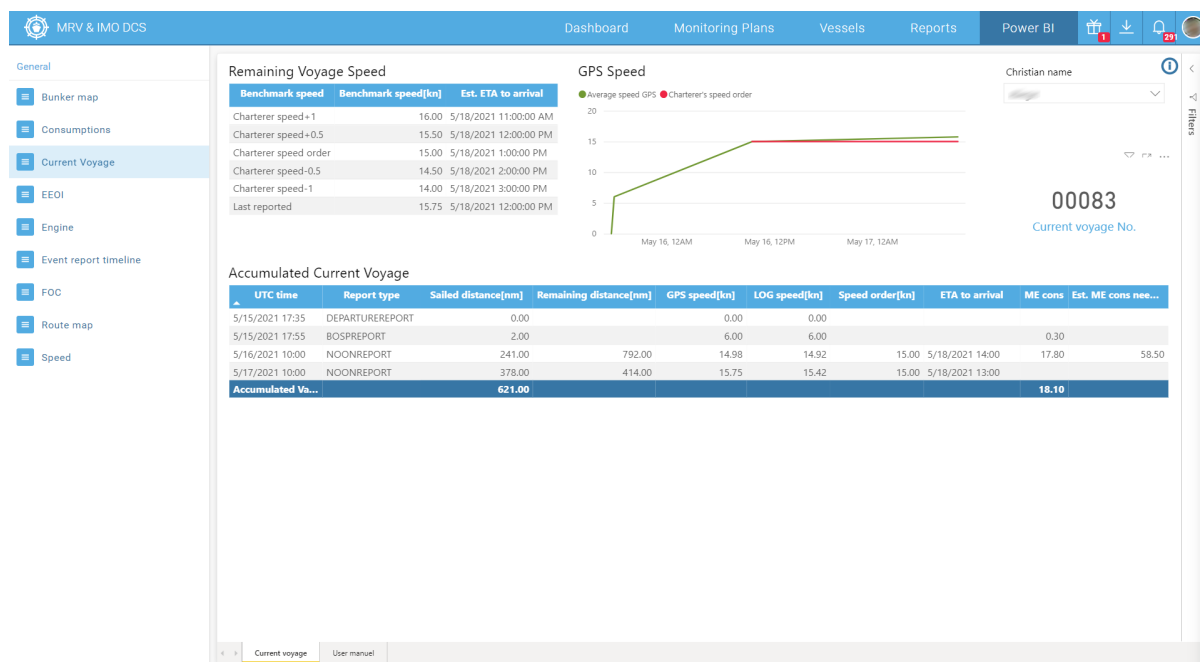 MRV & IMO DCS
Dashboard Monitoring Plans Vessels Reports Power BI 1 291
General
Bunker map
Consumptions
Current Voyage
EEOI
Engine
Event report timeline
FOC
Route map
Speed
Remaining Voyage Speed
Benchmark speed Benchmark speed[kn] Est. ETA to arrival
Charterer speed+1 16.00 5/18/2021 11:00:00 AM
Charterer speed+0.5 15.50 5/18/2021 12:00:00 PM
Charterer speed order 15.00 5/18/2021 1:00:00 PM
Charterer speed-0.5 14.50 5/18/2021 2:00:00 PM
Charterer speed-1 14.00 5/18/2021 3:00:00 PM
Last reported 15.75 5/18/2021 12:00:00 PM
GPS Speed
Average speed GPS Charterer's speed order
20
15
10
5
0
May 16, 12AM May 16, 12PM May 17, 12AM
Christian name
Filters
00083
Current voyage No.
Accumulated Current Voyage
UTC time Report type Sailed distance[nm] Remaining distance[nm] GPS speed[kn] LOG speed[kn] Speed order[kn] ETA to arrival ME cons Est. ME cons nee...
5/15/2021 17:35 DEPARTUREREPORT 0.00 0.00 0.00
5/15/2021 17:55 BOSPREPORT 2.00 6.00 6.00 0.30
5/16/2021 10:00 NOONREPORT 241.00 792.00 14.98 14.92 15.00 5/18/2021 14:00 17.80 58.50
5/17/2021 10:00 NOONREPORT 378.00 414.00 15.75 15.42 15.00 5/18/2021 13:00
Accumulated Va... 621.00 18.10
Current voyage User manuel